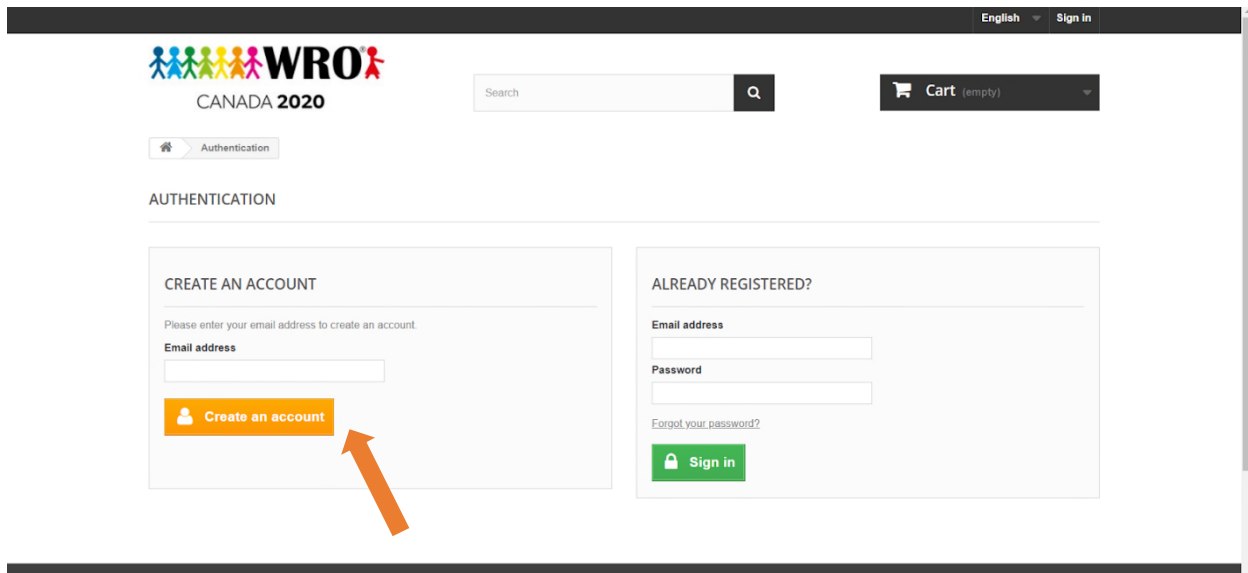 English Sign in
WRO®
CANADA 2020
Search
Cart (empty)
Authentication
AUTHENTICATION
CREATE AN ACCOUNT
Please enter your email address to create an account.
Email address
Create an account
ALREADY REGISTERED?
Email address
Password
Forgot your password?
Sign in